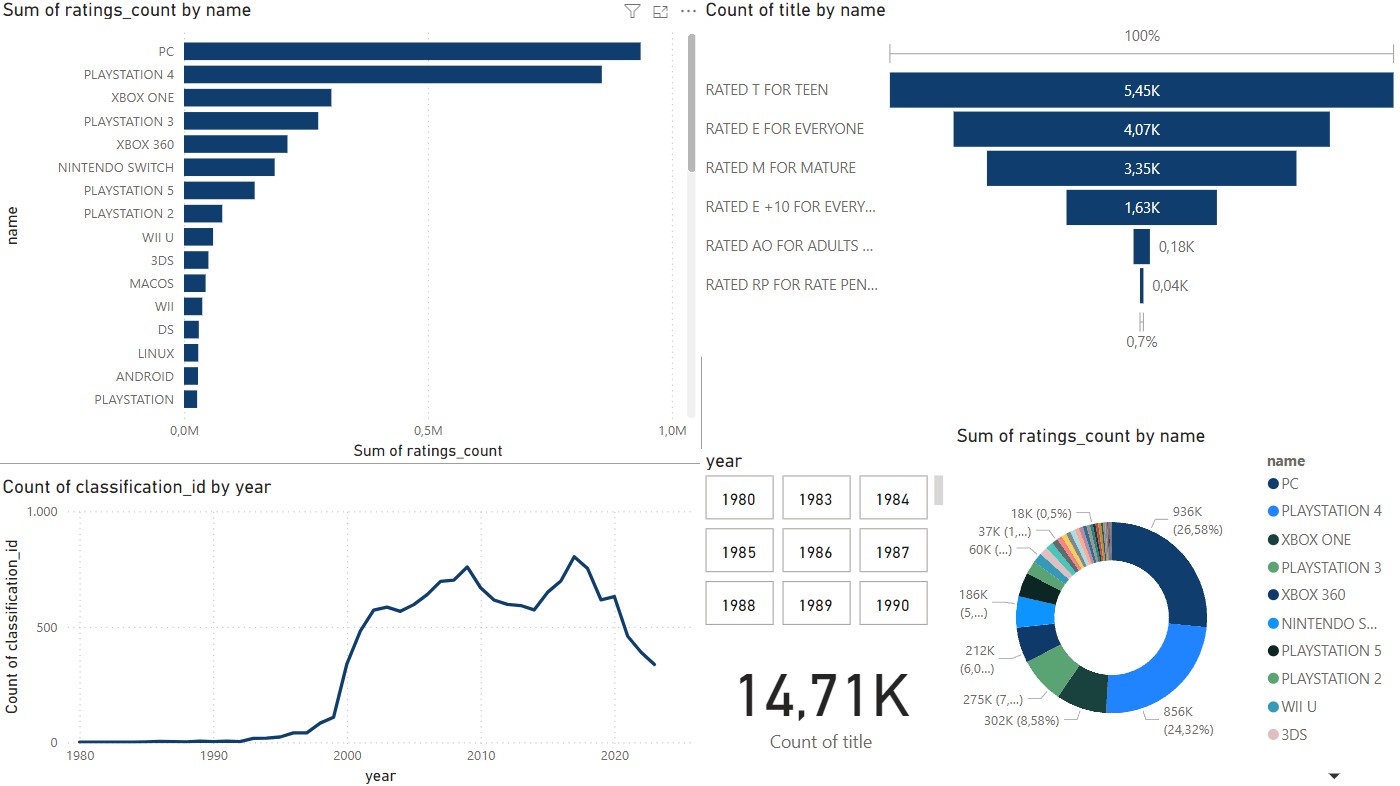 Sum of ratings_count by name
name
PC
PLAYSTATION 4
XBOX ONE
PLAYSTATION 3
XBOX 360
NINTENDO SWITCH
PLAYSTATION 5
PLAYSTATION 2
WII U
3DS
MACOS
WII
DS
LINUX
ANDROID
PLAYSTATION
0,0M 0,5M 1,0M
Sum of ratings_count
Count of title by name
100%
RATED T FOR TEEN 5,45K
RATED E FOR EVERYONE 4,07K
RATED M FOR MATURE 3,35K
RATED E +10 FOR EVERY... 1,63K
RATED AO FOR ADULTS ... 0,18K
RATED RP FOR RATE PEN... 0,04K
0,7%
Count of classification_id by year
Count of classification_id
1.000
500
0
1980 1990 2000 2010 2020
year
year
1980 1983 1984
1985 1986 1987
1988 1989 1990
14,71K
Count of title
Sum of ratings_count by name
936K
(26,58%)
856K
(24,32%)
302K (8,58%)
275K (7,...)
212K
(6,0...)
186K
(5,...)
60K (...)
37K (1,...)
18K (0,5%)
name
PC
PLAYSTATION 4
XBOX ONE
PLAYSTATION 3
XBOX 360
NINTENDO S...
PLAYSTATION 5
PLAYSTATION 2
WII U
3DS